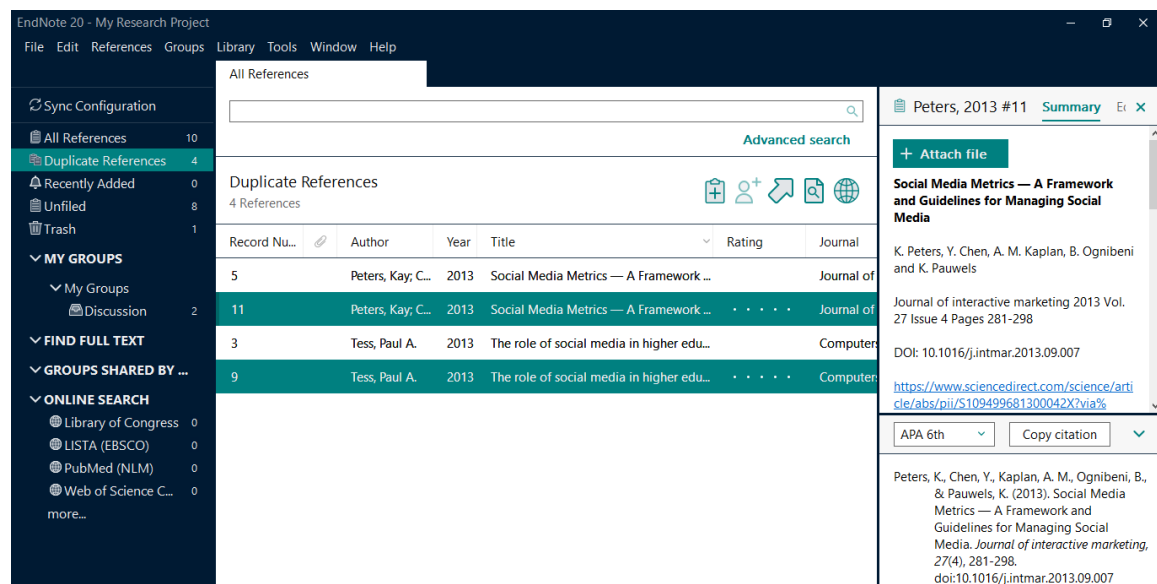 EndNote 20 - My Research Project
File Edit References Groups Library Tools Window Help
All References
Sync Configuration
All References 10
Duplicate References 4
Recently Added 0
Unfiled 8
Trash 1
MY GROUPS
My Groups
Discussion 2
FIND FULL TEXT
GROUPS SHARED BY ...
ONLINE SEARCH
Library of Congress 0
LISTA (EBSCO) 0
PubMed (NLM) 0
Web of Science C... 0
more...
Advanced search
Duplicate References
4 References
Record Nu... Author Year Title Rating Journal
5 Peters, Kay; C... 2013 Social Media Metrics — A Framework ... Journal of
11 Peters, Kay; C... 2013 Social Media Metrics — A Framework ... Journal of
3 Tess, Paul A. 2013 The role of social media in higher edu... Computers
9 Tess, Paul A. 2013 The role of social media in higher edu... Computers
Peters, 2013 #11 Summary
+ Attach file
Social Media Metrics — A Framework
and Guidelines for Managing Social
Media
K. Peters, Y. Chen, A. M. Kaplan, B. Ognibeni
and K. Pauwels
Journal of interactive marketing 2013 Vol.
27 Issue 4 Pages 281-298
DOI: 10.1016/j.intmar.2013.09.007
https://www.sciencedirect.com/science/arti
cle/abs/pii/S109499681300042X?via%
APA 6th Copy citation
Peters, K., Chen, Y., Kaplan, A. M., Ognibeni, B.,
& Pauwels, K. (2013). Social Media
Metrics — A Framework and
Guidelines for Managing Social
Media. Journal of interactive marketing,
27(4), 281-298.
doi:10.1016/j.intmar.2013.09.007